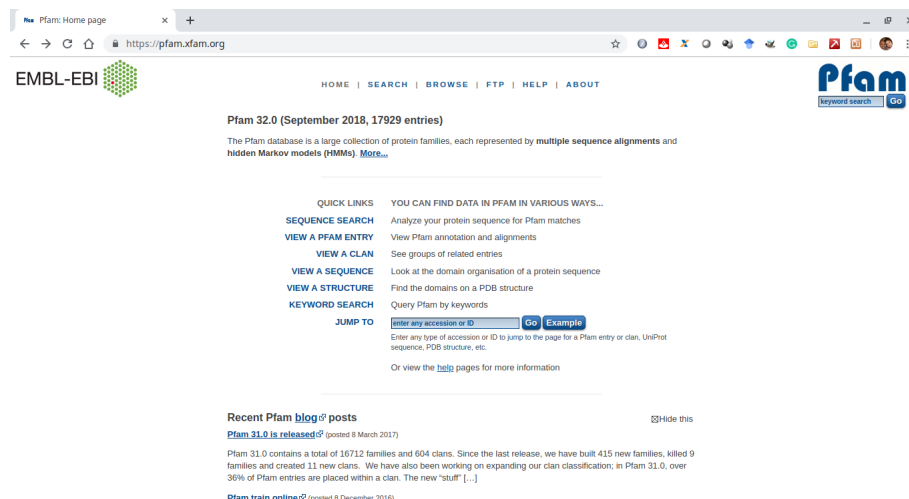 Pfam: Home page
https://pfam.xfam.org
EMBL-EBI
HOME | SEARCH | BROWSE | FTP | HELP | ABOUT
Pfam
keyword search Go
Pfam 32.0 (September 2018, 17929 entries)
The Pfam database is a large collection of protein families, each represented by multiple sequence alignments and
hidden Markov models (HMMs). More...
QUICK LINKS YOU CAN FIND DATA IN PFAM IN VARIOUS WAYS...
SEQUENCE SEARCH Analyze your protein sequence for Pfam matches
VIEW A PFAM ENTRY View Pfam annotation and alignments
VIEW A CLAN See groups of related entries
VIEW A SEQUENCE Look at the domain organisation of a protein sequence
VIEW A STRUCTURE Find the domains on a PDB structure
KEYWORD SEARCH Query Pfam by keywords
JUMP TO enter any accession or ID Go Example
Enter any type of accession or ID to jump to the page for a Pfam entry or clan, UniProt
sequence, PDB structure, etc.
Or view the help pages for more information
Recent Pfam blog posts Hide this
Pfam 31.0 is released (posted 8 March 2017)
Pfam 31.0 contains a total of 16712 families and 604 clans. Since the last release, we have built 415 new families, killed 9
families and created 11 new clans. We have also been working on expanding our clan classification; in Pfam 31.0, over
36% of Pfam entries are placed within a clan. The new "stuff" […]
Pfam train online (posted 8 December 2016)